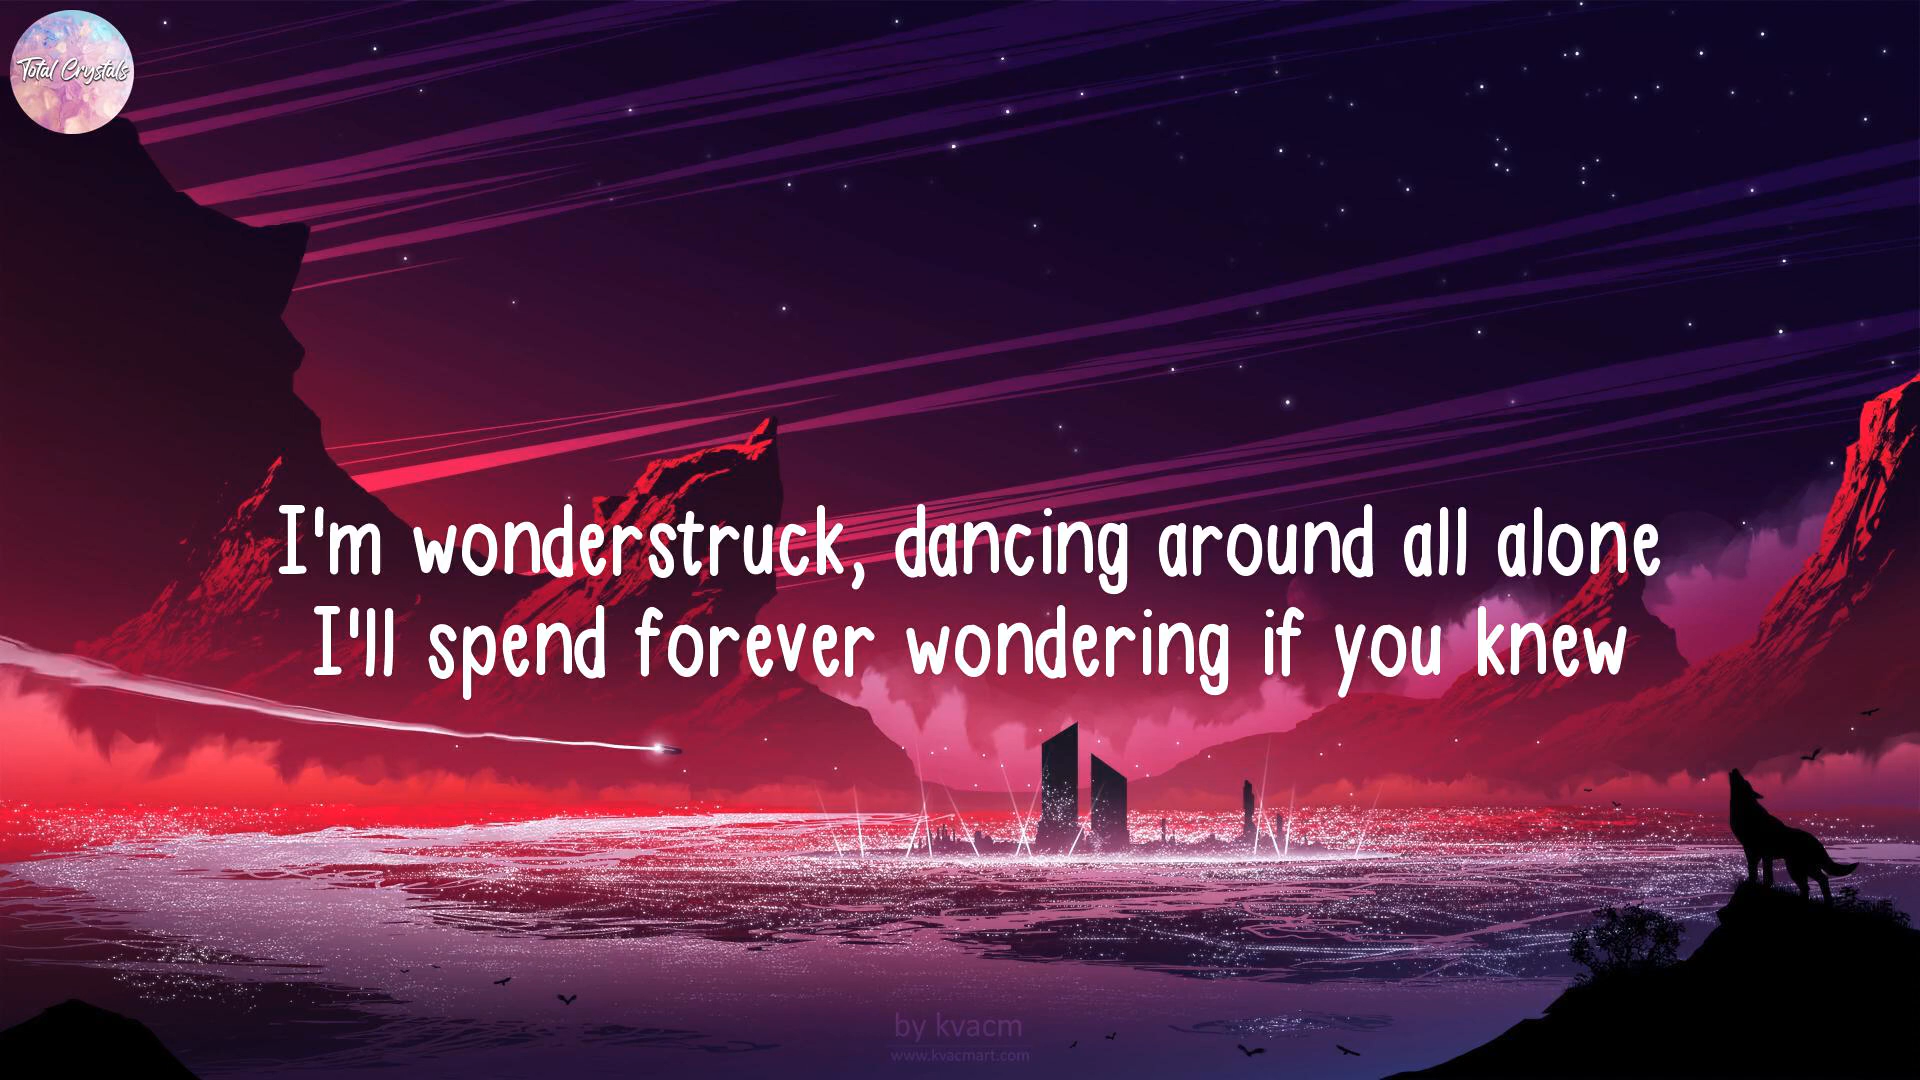 Total Crystals
I'm wonderstruck, dancing around all alone
I'll spend forever wondering if you knew
by kvacm
www.kvacmart.com